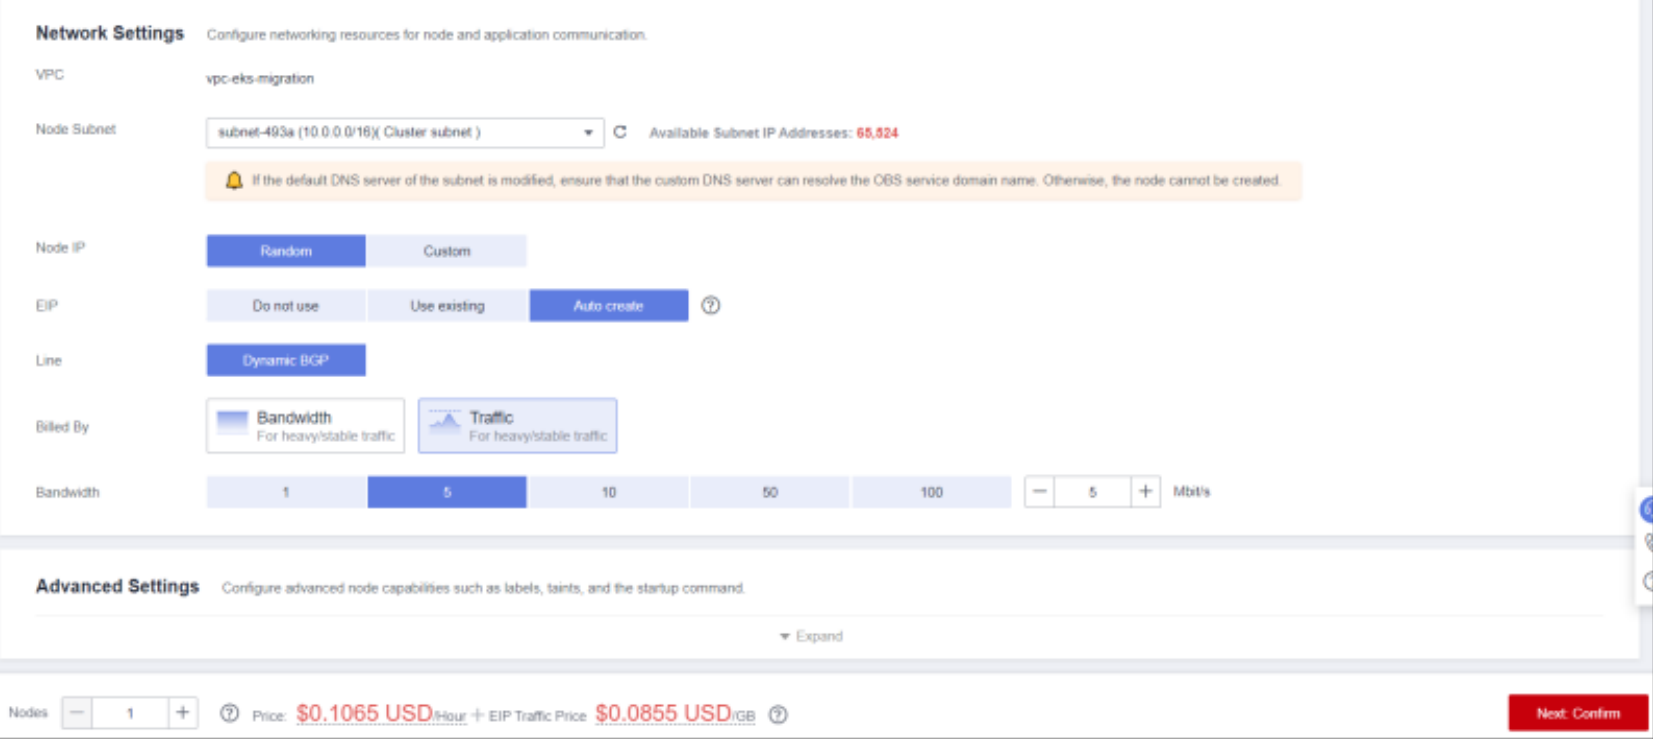 Network Settings Configure networking resources for node and application communication.
VPC vpc-eks-migration
Node Subnet subnet-493a (10.0.0.0/16)( Cluster subnet ) Available Subnet IP Addresses: 65,524
If the default DNS server of the subnet is modified, ensure that the custom DNS server can resolve the OBS service domain name. Otherwise, the node cannot be created.
Node IP Random Custom
EIP Do not use Use existing Auto create
Line Dynamic BGP
Billed By Bandwidth For heavy/stable traffic Traffic For heavy/stable traffic
Bandwidth 1 5 10 50 100 5 Mbit/s
Advanced Settings Configure advanced node capabilities such as labels, taints, and the startup command.
Expand
Nodes 1 Price: $0.1065 USD/Hour + EIP Traffic Price $0.0855 USD/GB Next: Confirm